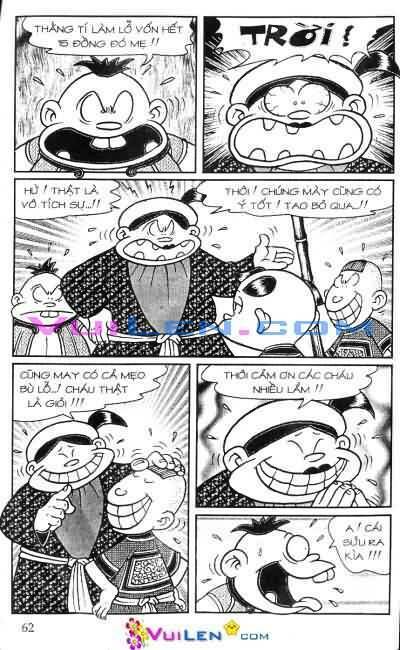 THẰNG TÍ LÀM LỖ VỐN HẾT
15 ĐỒNG ĐÓ MẸ !!
TRỜI!
HỪ! THẬT LÀ
VÔ TÍCH SỰ...!!
THÔI! CHÚNG MÀY CŨNG CÓ
Ý TỐT! TAO BỎ QUA...!!
VUILEN.COM
CŨNG MAY CÓ CẢ MẸO
BÙ LỖ...! CHÁU THẬT
LÀ GIỎI !!!
THÔI CẢM ƠN CÁC CHÁU
NHIỀU LẮM !!
A! CÁI
SỬU RA
KÌA !!!
62
VUILEN.COM